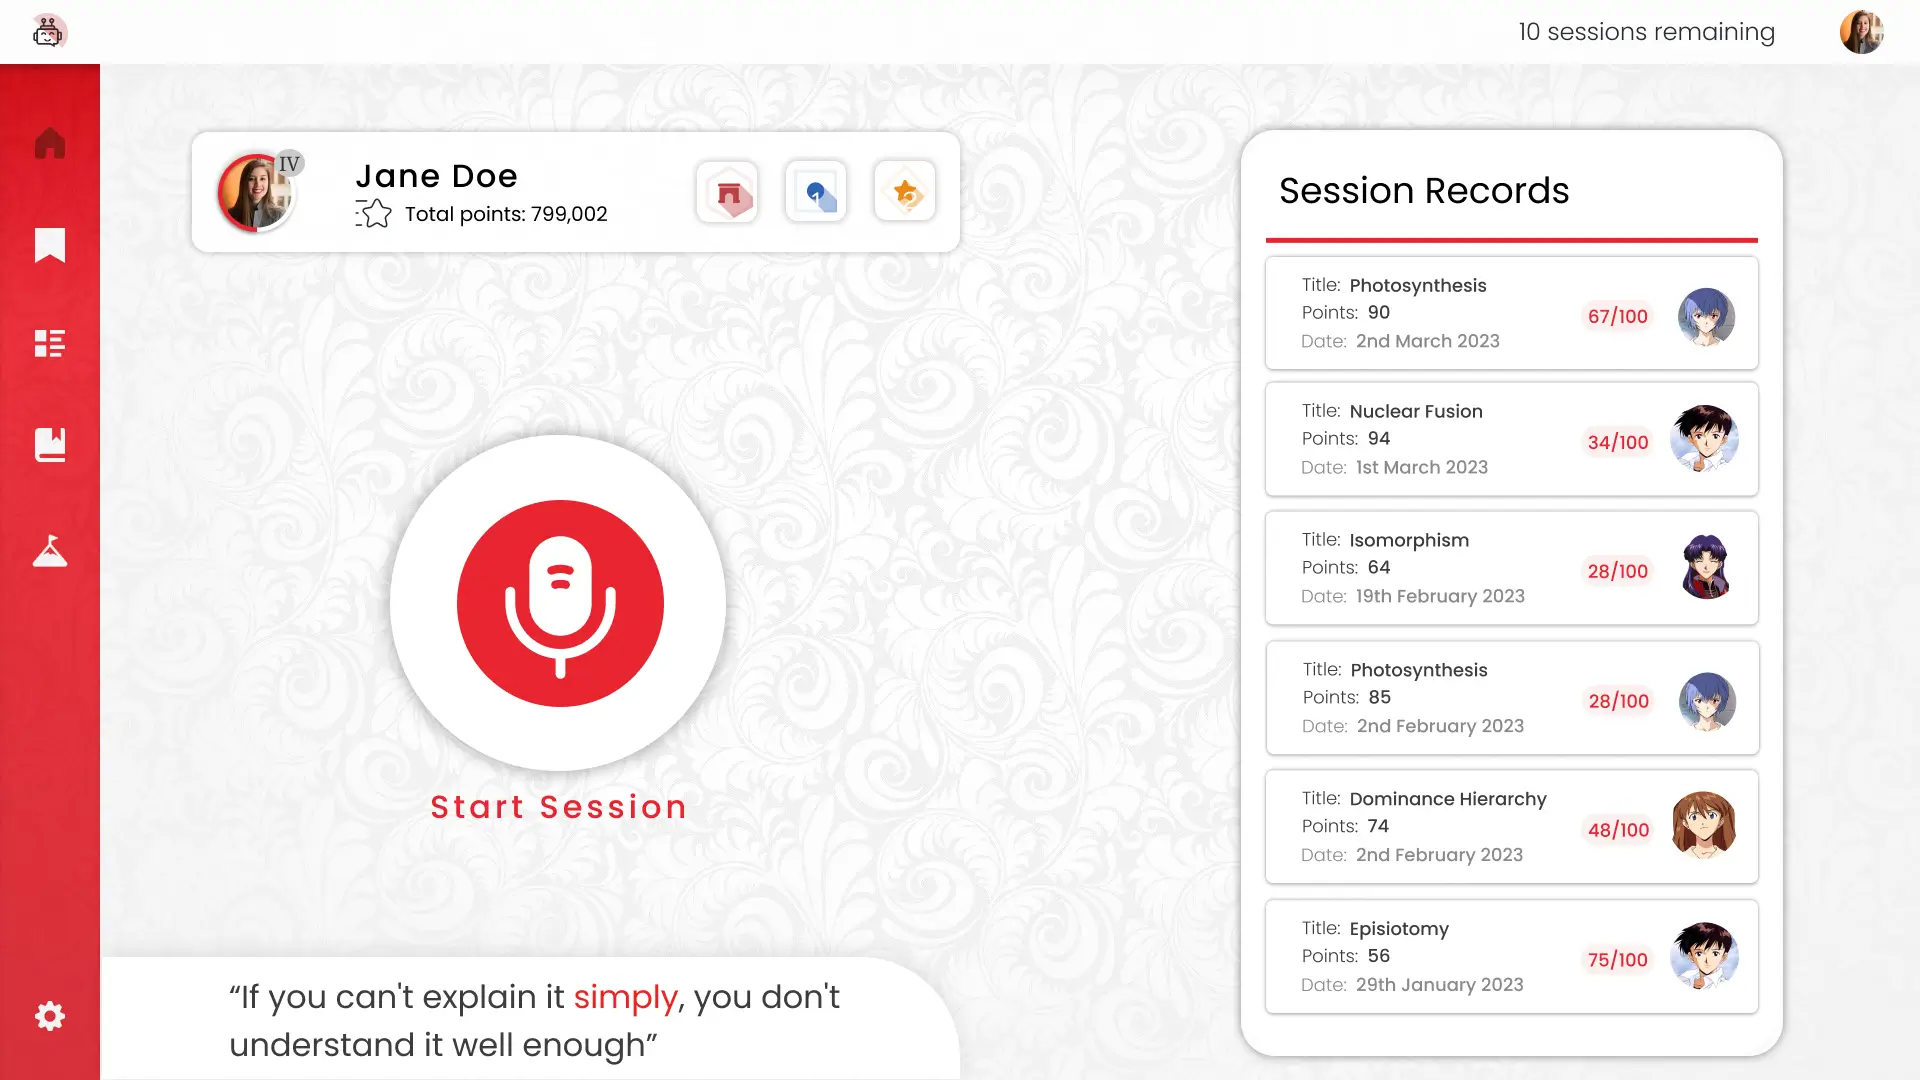 10 sessions remaining
IV
Jane Doe
Total points: 799,002
Start Session
“If you can't explain it simply, you don't
understand it well enough”
Session Records
Title: Photosynthesis
Points: 90
Date: 2nd March 2023
67/100
Title: Nuclear Fusion
Points: 94
Date: 1st March 2023
34/100
Title: Isomorphism
Points: 64
Date: 19th February 2023
28/100
Title: Photosynthesis
Points: 85
Date: 2nd February 2023
28/100
Title: Dominance Hierarchy
Points: 74
Date: 2nd February 2023
48/100
Title: Episiotomy
Points: 56
Date: 29th January 2023
75/100